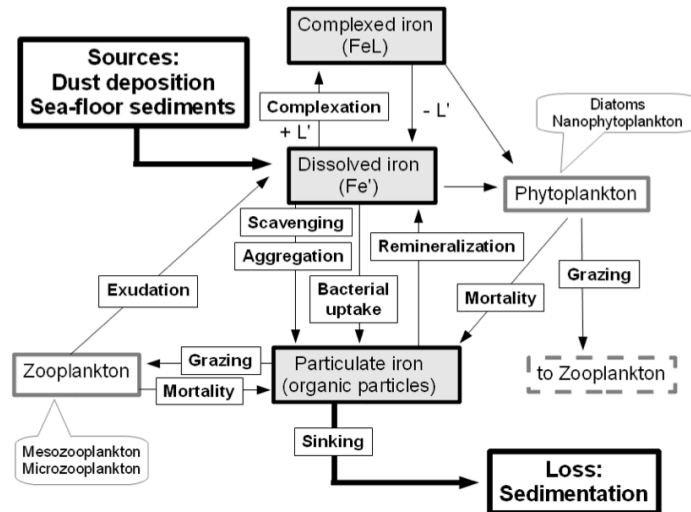 Complexed iron
(FeL)
Sources:
Dust deposition
Sea-floor sediments
Complexation
+ L'
- L'
Diatoms
Nanophytoplankton
Dissolved iron
(Fe')
Phytoplankton
Scavenging
Aggregation
Remineralization
Exudation
Bacterial
uptake
Mortality
Grazing
Zooplankton
Grazing
Mortality
Particulate iron
(organic particles)
to Zooplankton
Mesozooplankton
Microzooplankton
Sinking
Loss:
Sedimentation